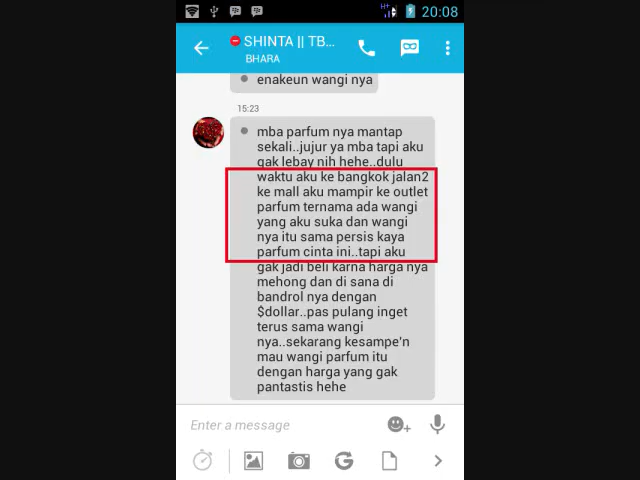 H+
20:08
SHINTA || TB...
BHARA
enakeun wangi nya
15:23
mba parfum nya mantap
sekali..jujur ya mba tapi aku
gak lebay nih hehe..dulu
waktu aku ke bangkok jalan2
ke mall aku mampir ke outlet
parfum ternama ada wangi
yang aku suka dan wangi
nya itu sama persis kaya
parfum cinta ini..tapi aku
gak jadi beli karna harga nya
mehong dan di sana di
bandrol nya dengan
$dollar..pas pulang inget
terus sama wangi
nya..sekarang kesampe'n
mau wangi parfum itu
dengan harga yang gak
pantastis hehe
Enter a message